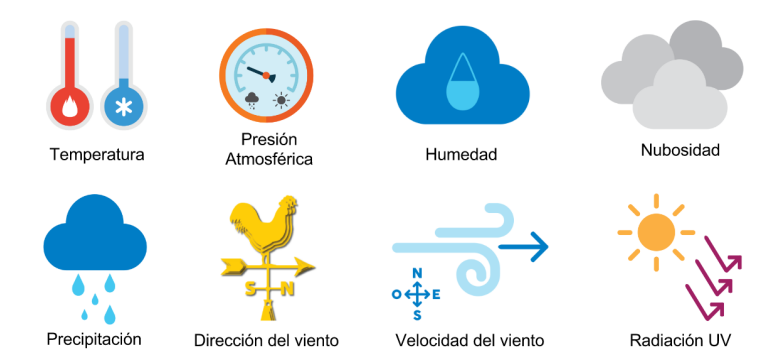 Temperatura
Presión
Atmosférica
Humedad
Nubosidad
S N
N
O E
S
Precipitación
Dirección del viento
Velocidad del viento
Radiación UV